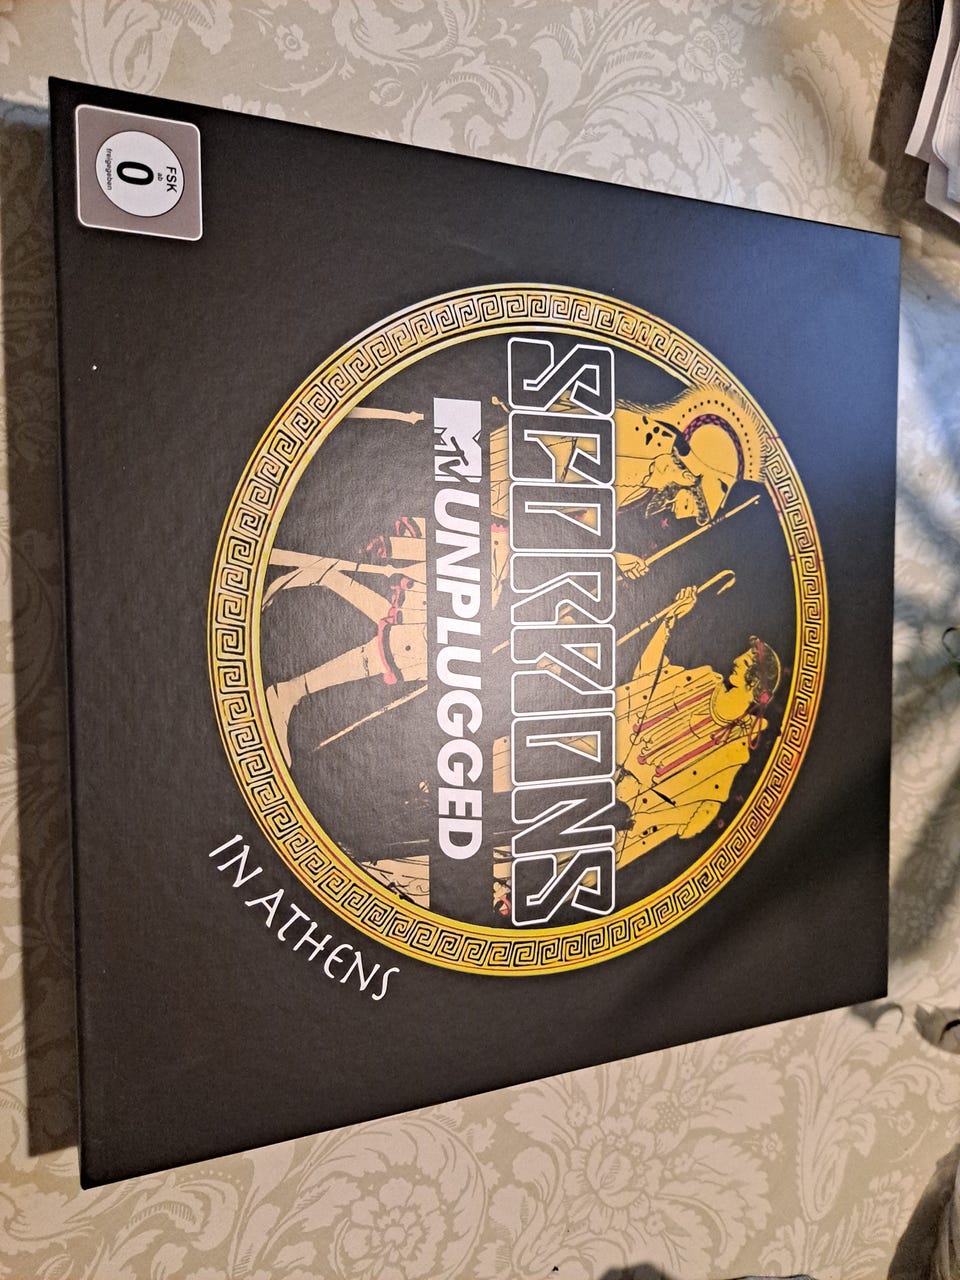 SCORPIONS
MTV UNPLUGGED
IN ATHENS
FSK
ab
0
freigegeben